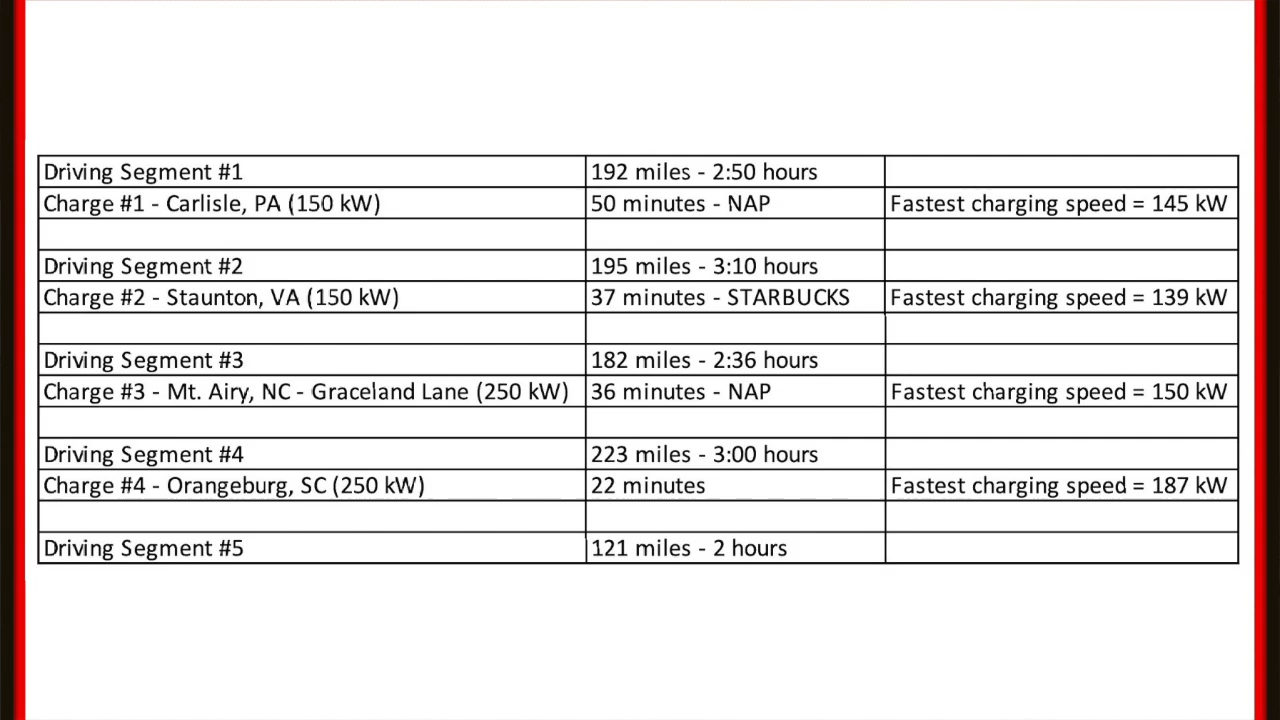 Driving Segment #1 192 miles - 2:50 hours
Charge #1 - Carlisle, PA (150 kW) 50 minutes - NAP Fastest charging speed = 145 kW
Driving Segment #2 195 miles - 3:10 hours
Charge #2 - Staunton, VA (150 kW) 37 minutes - STARBUCKS Fastest charging speed = 139 kW
Driving Segment #3 182 miles - 2:36 hours
Charge #3 - Mt. Airy, NC - Graceland Lane (250 kW) 36 minutes - NAP Fastest charging speed = 150 kW
Driving Segment #4 223 miles - 3:00 hours
Charge #4 - Orangeburg, SC (250 kW) 22 minutes Fastest charging speed = 187 kW
Driving Segment #5 121 miles - 2 hours